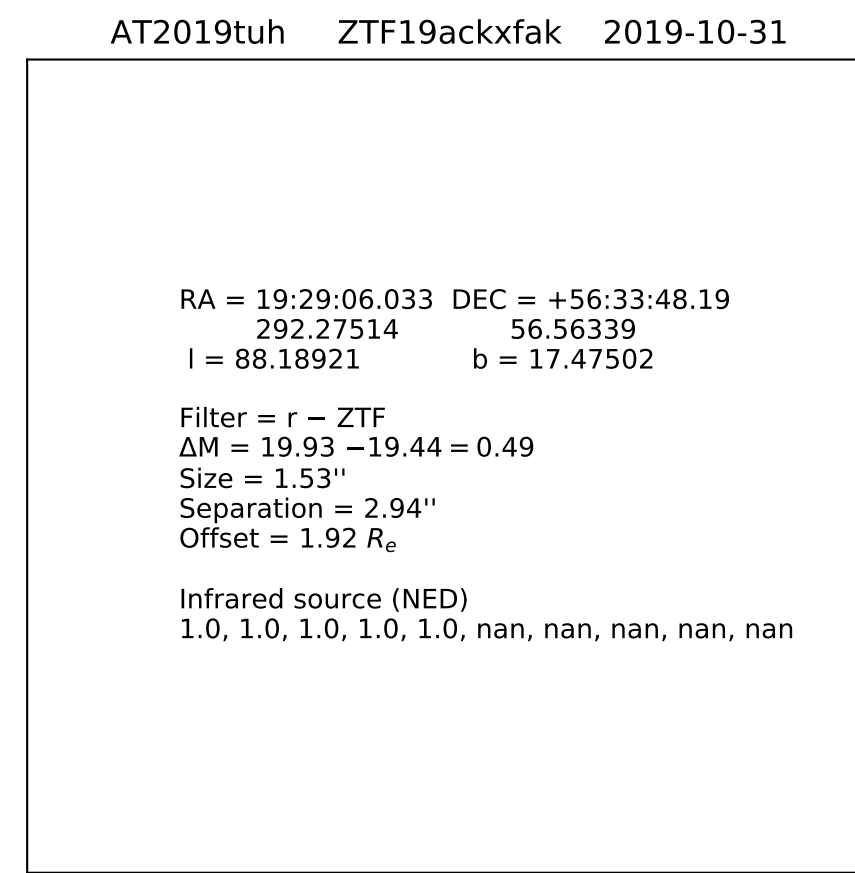 AT2019tuh ZTF19ackxfak 2019-10-31
RA = 19:29:06.033 DEC = +56:33:48.19
292.27514 56.56339
l = 88.18921 b = 17.47502
Filter = r − ZTF
ΔM = 19.93 −19.44 = 0.49
Size = 1.53''
Separation = 2.94''
Offset = 1.92 Rₑ
Infrared source (NED)
1.0, 1.0, 1.0, 1.0, 1.0, nan, nan, nan, nan, nan